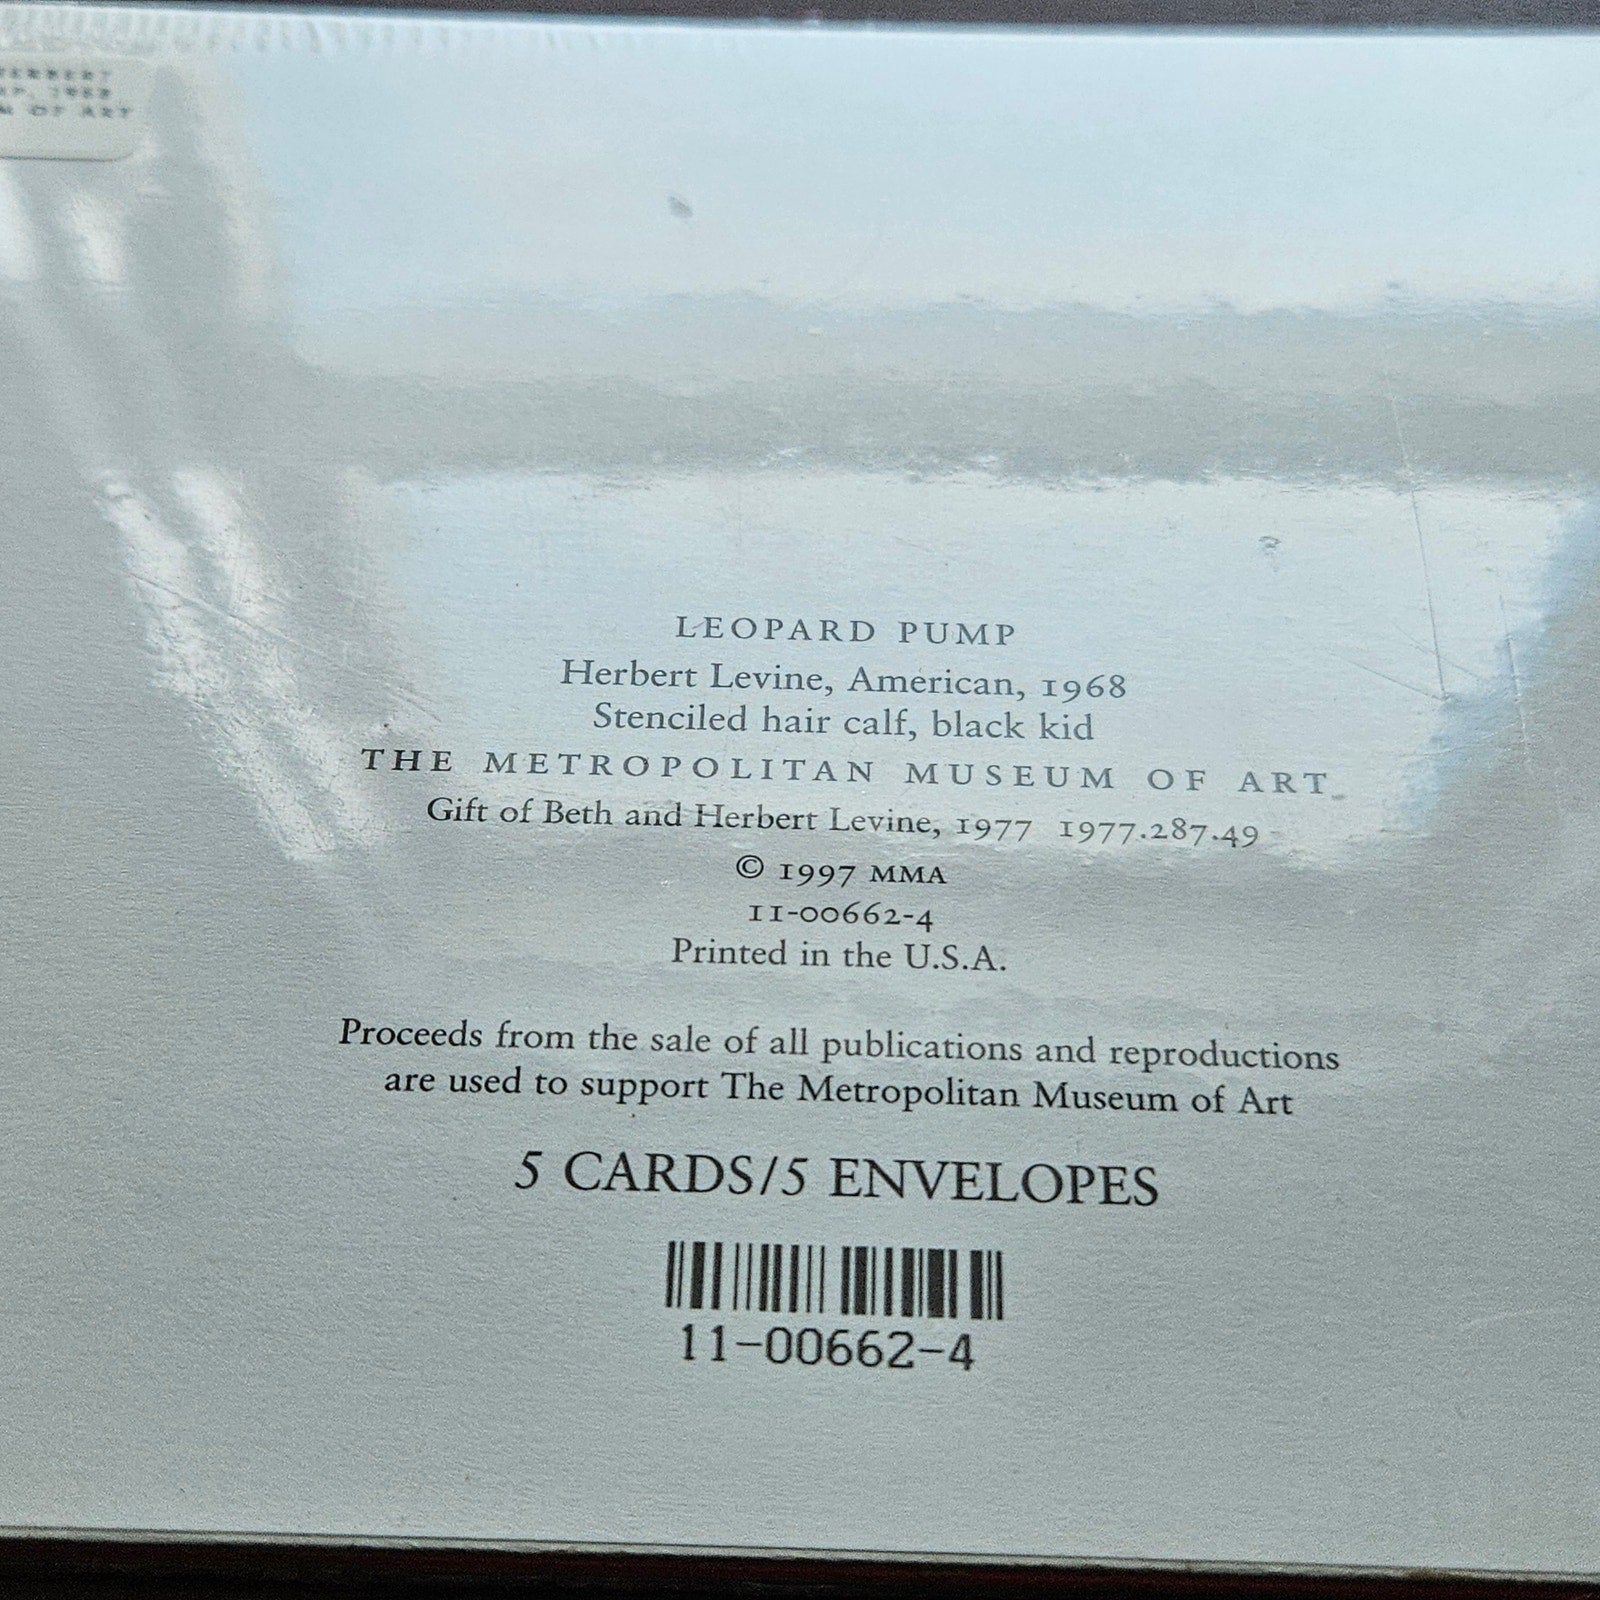 OF ART
LEOPARD PUMP
Herbert Levine, American, 1968
Stenciled hair calf, black kid
THE METROPOLITAN MUSEUM OF ART
Gift of Beth and Herbert Levine, 1977 1977.287.49
© 1997 MMA
11-00662-4
Printed in the U.S.A.
Proceeds from the sale of all publications and reproductions
are used to support The Metropolitan Museum of Art
5 CARDS/5 ENVELOPES
11-00662-4